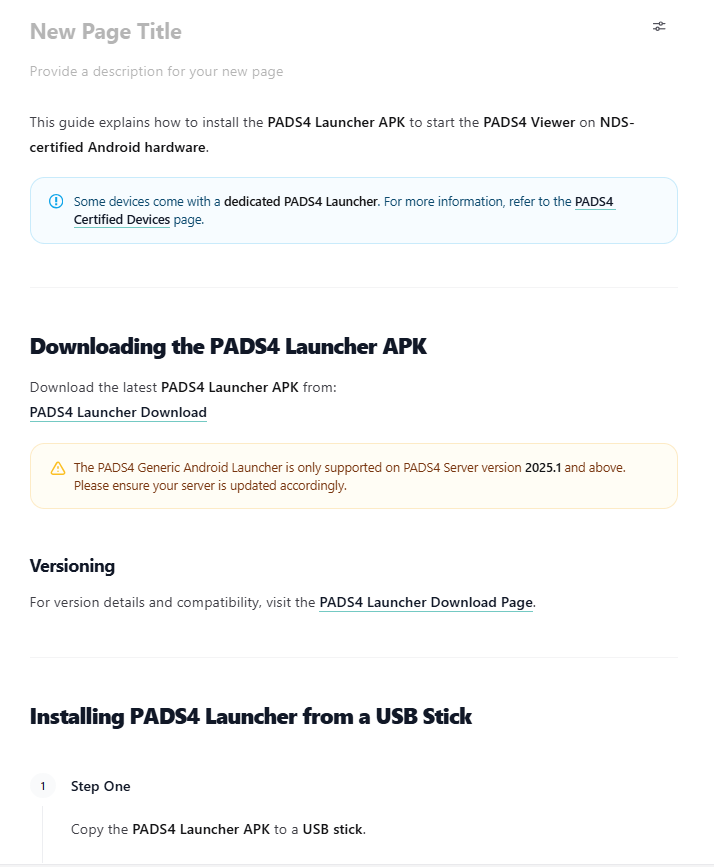 New Page Title
Provide a description for your new page
This guide explains how to install the PADS4 Launcher APK to start the PADS4 Viewer on NDS-
certified Android hardware.
Some devices come with a dedicated PADS4 Launcher. For more information, refer to the PADS4
Certified Devices page.
Downloading the PADS4 Launcher APK
Download the latest PADS4 Launcher APK from:
PADS4 Launcher Download
The PADS4 Generic Android Launcher is only supported on PADS4 Server version 2025.1 and above.
Please ensure your server is updated accordingly.
Versioning
For version details and compatibility, visit the PADS4 Launcher Download Page.
Installing PADS4 Launcher from a USB Stick
1 Step One
Copy the PADS4 Launcher APK to a USB stick.